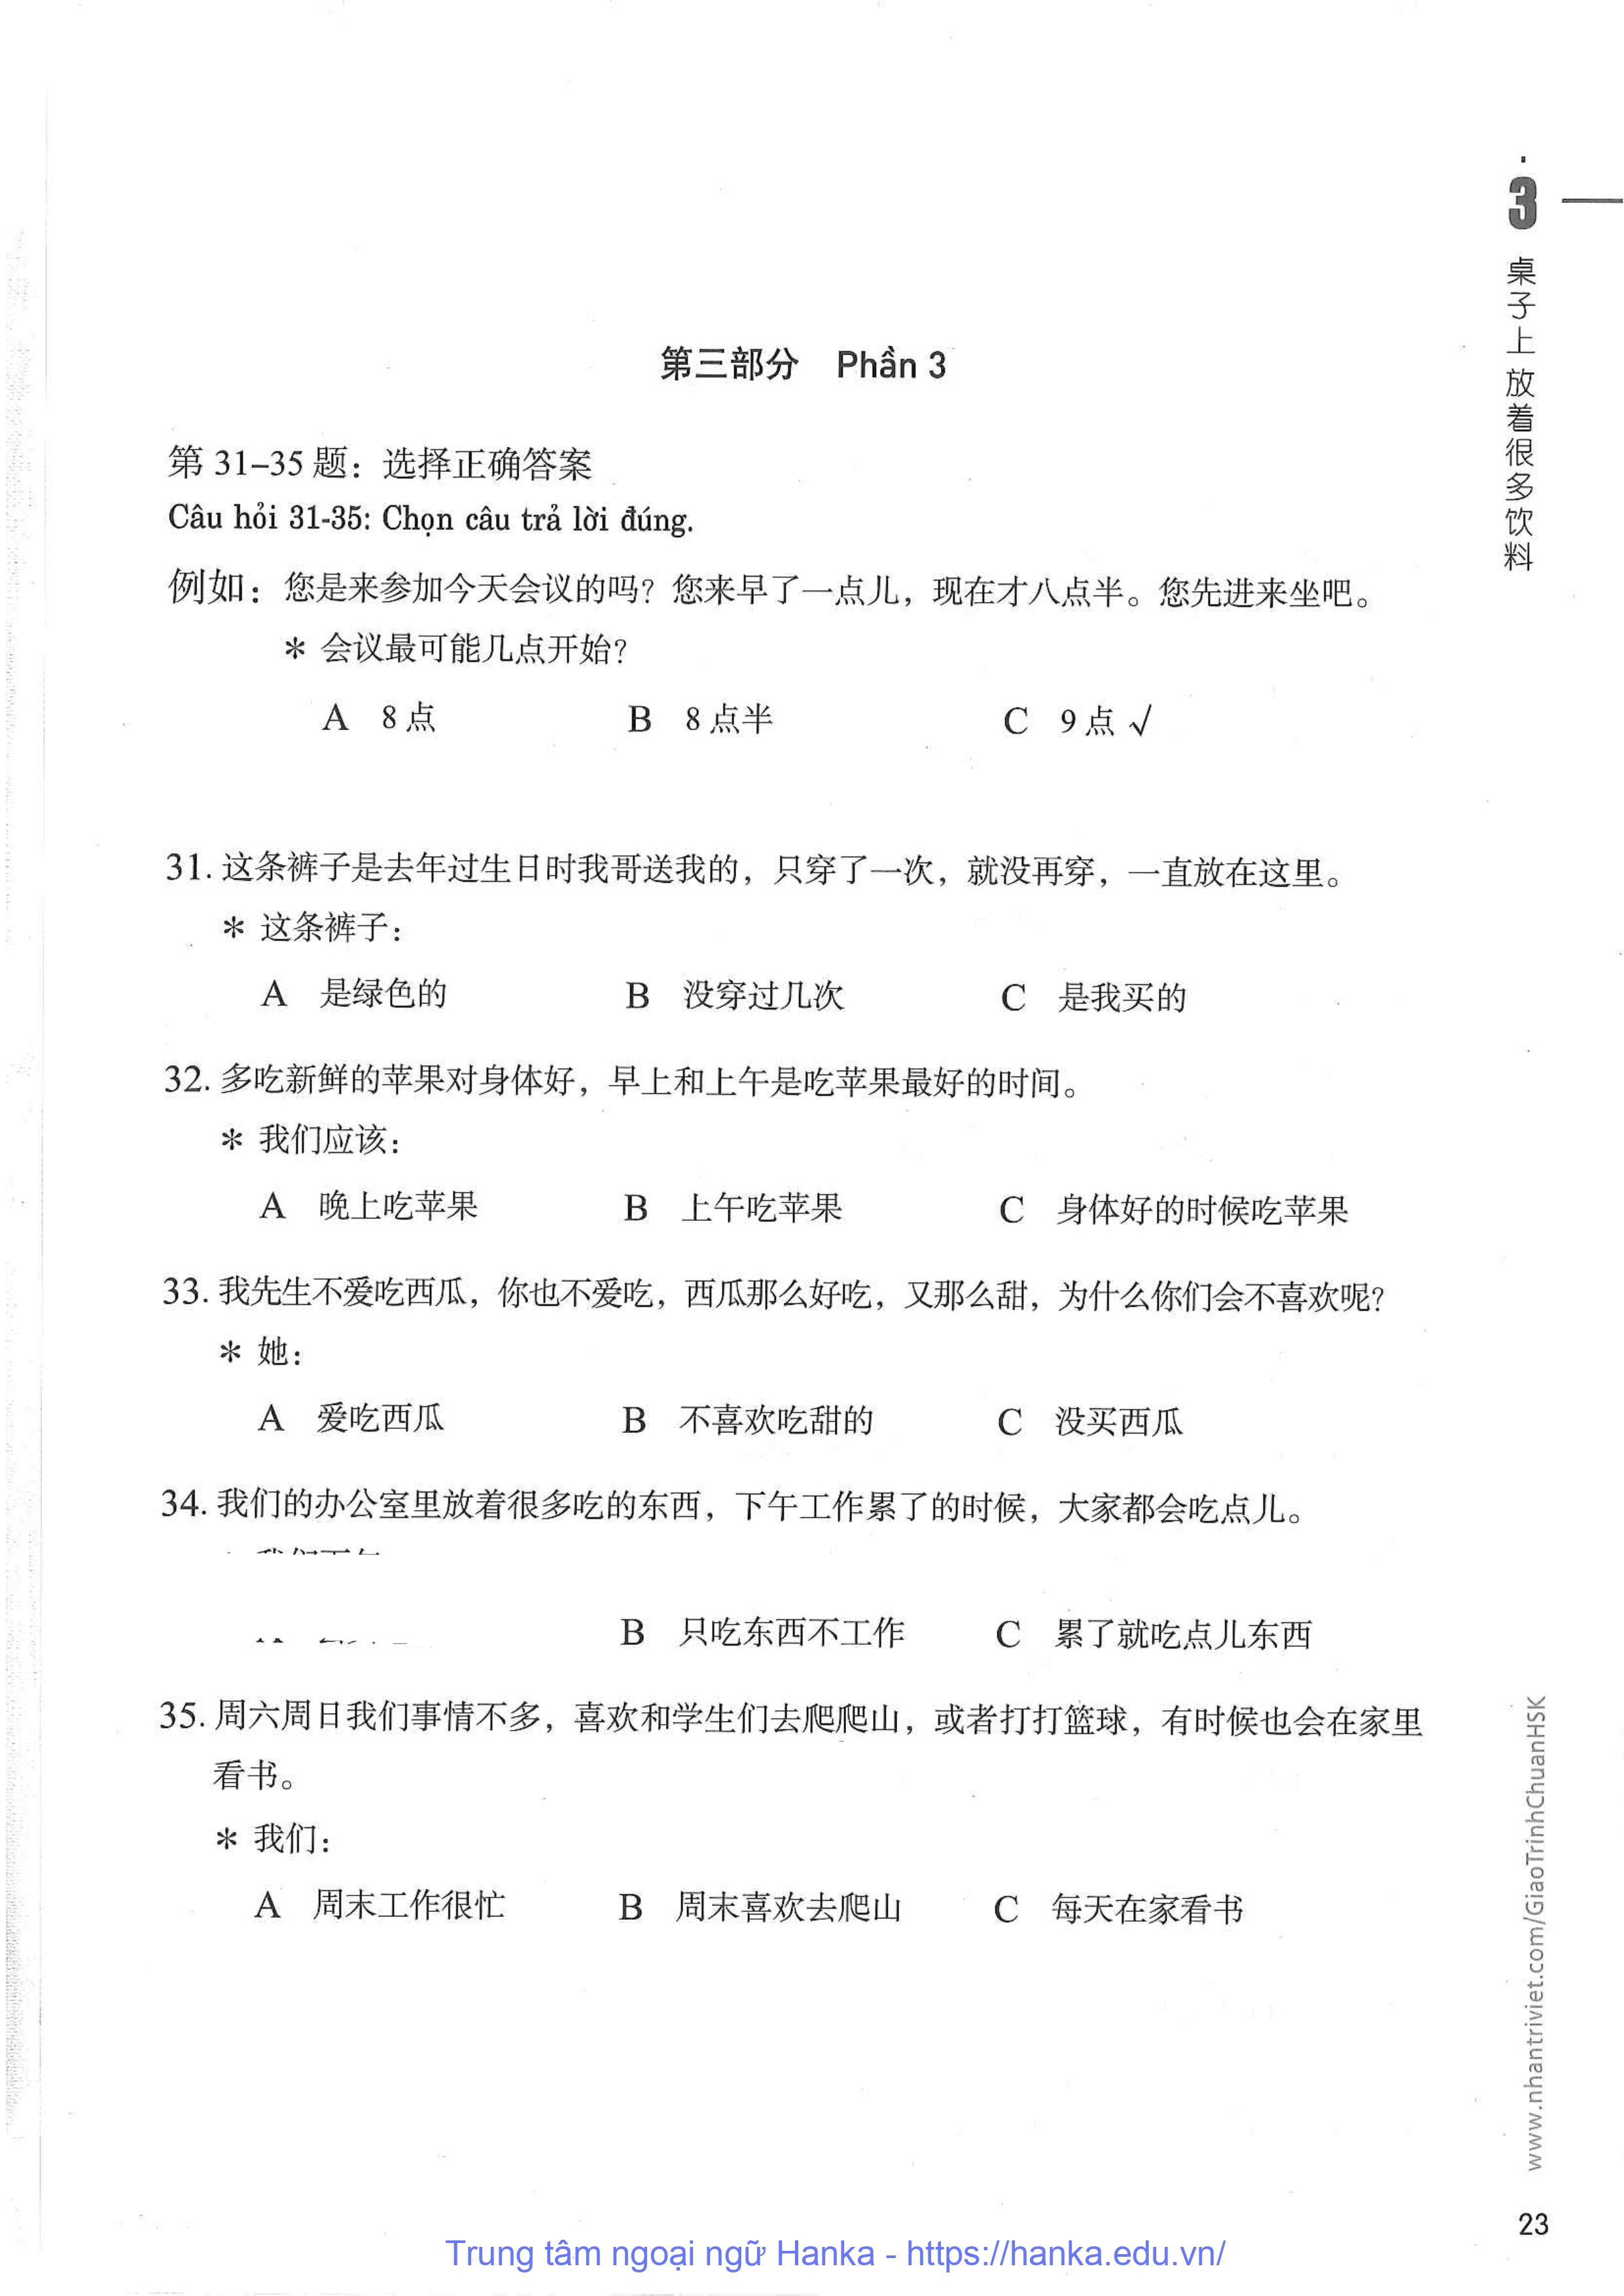 3 桌子上放着很多饮料
第三部分 Phần 3
第 31–35 题：选择正确答案
Câu hỏi 31-35: Chọn câu trả lời đúng.
例如：您是来参加今天会议的吗？您来早了一点儿，现在才八点半。您先进来坐吧。
＊ 会议最可能几点开始？
A 8 点 B 8 点半 C 9 点 √
31. 这条裤子是去年过生日时我哥送我的，只穿了一次，就没再穿，一直放在这里。
＊ 这条裤子：
A 是绿色的 B 没穿过几次 C 是我买的
32. 多吃新鲜的苹果对身体好，早上和上午是吃苹果最好的时间。
＊ 我们应该：
A 晚上吃苹果 B 上午吃苹果 C 身体好的时候吃苹果
33. 我先生不爱吃西瓜，你也不爱吃，西瓜那么好吃，又那么甜，为什么你们会不喜欢呢？
＊ 她：
A 爱吃西瓜 B 不喜欢吃甜的 C 没买西瓜
34. 我们的办公室里放着很多吃的东西，下午工作累了的时候，大家都会吃点儿。
B 只吃东西不工作 C 累了就吃点儿东西
35. 周六周日我们事情不多，喜欢和学生们去爬爬山，或者打打篮球，有时候也会在家里
看书。
＊ 我们：
A 周末工作很忙 B 周末喜欢去爬山 C 每天在家看书
www.nhantriviet.com/GiaoTrinhChuanHSK
23
Trung tâm ngoại ngữ Hanka - https://hanka.edu.vn/